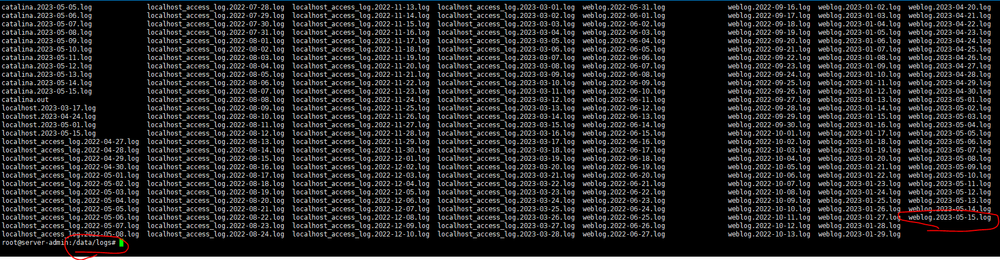 catalina.2023-05-05.log localhost_access_log.2022-07-28.log localhost_access_log.2022-11-13.log localhost_access_log.2023-03-01.log weblog.2022-05-31.log weblog.2022-09-16.log weblog.2023-01-02.log weblog.2023-04-20.log
catalina.2023-05-06.log localhost_access_log.2022-07-29.log localhost_access_log.2022-11-14.log localhost_access_log.2023-03-02.log weblog.2022-06-01.log weblog.2022-09-17.log weblog.2023-01-03.log weblog.2023-04-21.log
catalina.2023-05-07.log localhost_access_log.2022-07-30.log localhost_access_log.2022-11-15.log localhost_access_log.2023-03-03.log weblog.2022-06-02.log weblog.2022-09-18.log weblog.2023-01-04.log weblog.2023-04-22.log
catalina.2023-05-08.log localhost_access_log.2022-07-31.log localhost_access_log.2022-11-16.log localhost_access_log.2023-03-04.log weblog.2022-06-03.log weblog.2022-09-19.log weblog.2023-01-05.log weblog.2023-04-23.log
catalina.2023-05-09.log localhost_access_log.2022-08-01.log localhost_access_log.2022-11-17.log localhost_access_log.2023-03-05.log weblog.2022-06-04.log weblog.2022-09-20.log weblog.2023-01-06.log weblog.2023-04-24.log
catalina.2023-05-10.log localhost_access_log.2022-08-02.log localhost_access_log.2022-11-18.log localhost_access_log.2023-03-06.log weblog.2022-06-05.log weblog.2022-09-21.log weblog.2023-01-07.log weblog.2023-04-25.log
catalina.2023-05-11.log localhost_access_log.2022-08-03.log localhost_access_log.2022-11-19.log localhost_access_log.2023-03-07.log weblog.2022-06-06.log weblog.2022-09-22.log weblog.2023-01-08.log weblog.2023-04-26.log
catalina.2023-05-12.log localhost_access_log.2022-08-04.log localhost_access_log.2022-11-20.log localhost_access_log.2023-03-08.log weblog.2022-06-07.log weblog.2022-09-23.log weblog.2023-01-09.log weblog.2023-04-27.log
catalina.2023-05-13.log localhost_access_log.2022-08-05.log localhost_access_log.2022-11-21.log localhost_access_log.2023-03-09.log weblog.2022-06-08.log weblog.2022-09-24.log weblog.2023-01-10.log weblog.2023-04-28.log
catalina.2023-05-14.log localhost_access_log.2022-08-06.log localhost_access_log.2022-11-22.log localhost_access_log.2023-03-10.log weblog.2022-06-09.log weblog.2022-09-25.log weblog.2023-01-11.log weblog.2023-04-29.log
catalina.2023-05-15.log localhost_access_log.2022-08-07.log localhost_access_log.2022-11-23.log localhost_access_log.2023-03-11.log weblog.2022-06-10.log weblog.2022-09-26.log weblog.2023-01-12.log weblog.2023-04-30.log
catalina.out localhost_access_log.2022-08-08.log localhost_access_log.2022-11-24.log localhost_access_log.2023-03-12.log weblog.2022-06-11.log weblog.2022-09-27.log weblog.2023-01-13.log weblog.2023-05-01.log
localhost.2023-03-17.log localhost_access_log.2022-08-09.log localhost_access_log.2022-11-25.log localhost_access_log.2023-03-13.log weblog.2022-06-12.log weblog.2022-09-28.log weblog.2023-01-14.log weblog.2023-05-02.log
localhost.2023-04-24.log localhost_access_log.2022-08-10.log localhost_access_log.2022-11-26.log localhost_access_log.2023-03-14.log weblog.2022-06-13.log weblog.2022-09-29.log weblog.2023-01-15.log weblog.2023-05-03.log
localhost.2023-05-01.log localhost_access_log.2022-08-11.log localhost_access_log.2022-11-27.log localhost_access_log.2023-03-15.log weblog.2022-06-14.log weblog.2022-09-30.log weblog.2023-01-16.log weblog.2023-05-04.log
localhost.2023-05-15.log localhost_access_log.2022-08-12.log localhost_access_log.2022-11-28.log localhost_access_log.2023-03-16.log weblog.2022-06-15.log weblog.2022-10-01.log weblog.2023-01-17.log weblog.2023-05-05.log
localhost_access_log.2022-04-27.log localhost_access_log.2022-08-13.log localhost_access_log.2022-11-29.log localhost_access_log.2023-03-17.log weblog.2022-06-16.log weblog.2022-10-02.log weblog.2023-01-18.log weblog.2023-05-06.log
localhost_access_log.2022-04-28.log localhost_access_log.2022-08-14.log localhost_access_log.2022-11-30.log localhost_access_log.2023-03-18.log weblog.2022-06-17.log weblog.2022-10-03.log weblog.2023-01-19.log weblog.2023-05-07.log
localhost_access_log.2022-04-29.log localhost_access_log.2022-08-15.log localhost_access_log.2022-12-01.log localhost_access_log.2023-03-19.log weblog.2022-06-18.log weblog.2022-10-04.log weblog.2023-01-20.log weblog.2023-05-08.log
localhost_access_log.2022-04-30.log localhost_access_log.2022-08-16.log localhost_access_log.2022-12-02.log localhost_access_log.2023-03-20.log weblog.2022-06-19.log weblog.2022-10-05.log weblog.2023-01-21.log weblog.2023-05-09.log
localhost_access_log.2022-05-01.log localhost_access_log.2022-08-17.log localhost_access_log.2022-12-03.log localhost_access_log.2023-03-21.log weblog.2022-06-20.log weblog.2022-10-06.log weblog.2023-01-22.log weblog.2023-05-10.log
localhost_access_log.2022-05-02.log localhost_access_log.2022-08-18.log localhost_access_log.2022-12-04.log localhost_access_log.2023-03-22.log weblog.2022-06-21.log weblog.2022-10-07.log weblog.2023-01-23.log weblog.2023-05-11.log
localhost_access_log.2022-05-03.log localhost_access_log.2022-08-19.log localhost_access_log.2022-12-05.log localhost_access_log.2023-03-23.log weblog.2022-06-22.log weblog.2022-10-08.log weblog.2023-01-24.log weblog.2023-05-12.log
localhost_access_log.2022-05-04.log localhost_access_log.2022-08-20.log localhost_access_log.2022-12-06.log localhost_access_log.2023-03-24.log weblog.2022-06-23.log weblog.2022-10-09.log weblog.2023-01-25.log weblog.2023-05-13.log
localhost_access_log.2022-05-05.log localhost_access_log.2022-08-21.log localhost_access_log.2022-12-07.log localhost_access_log.2023-03-25.log weblog.2022-06-24.log weblog.2022-10-10.log weblog.2023-01-26.log weblog.2023-05-14.log
localhost_access_log.2022-05-06.log localhost_access_log.2022-08-22.log localhost_access_log.2022-12-08.log localhost_access_log.2023-03-26.log weblog.2022-06-25.log weblog.2022-10-11.log weblog.2023-01-27.log weblog.2023-05-15.log
localhost_access_log.2022-05-07.log localhost_access_log.2022-08-23.log localhost_access_log.2022-12-09.log localhost_access_log.2023-03-27.log weblog.2022-06-26.log weblog.2022-10-12.log weblog.2023-01-28.log
localhost_access_log.2022-05-08.log localhost_access_log.2022-08-24.log localhost_access_log.2022-12-10.log localhost_access_log.2023-03-28.log weblog.2022-06-27.log weblog.2022-10-13.log weblog.2023-01-29.log
root@server-admin:/data/logs#